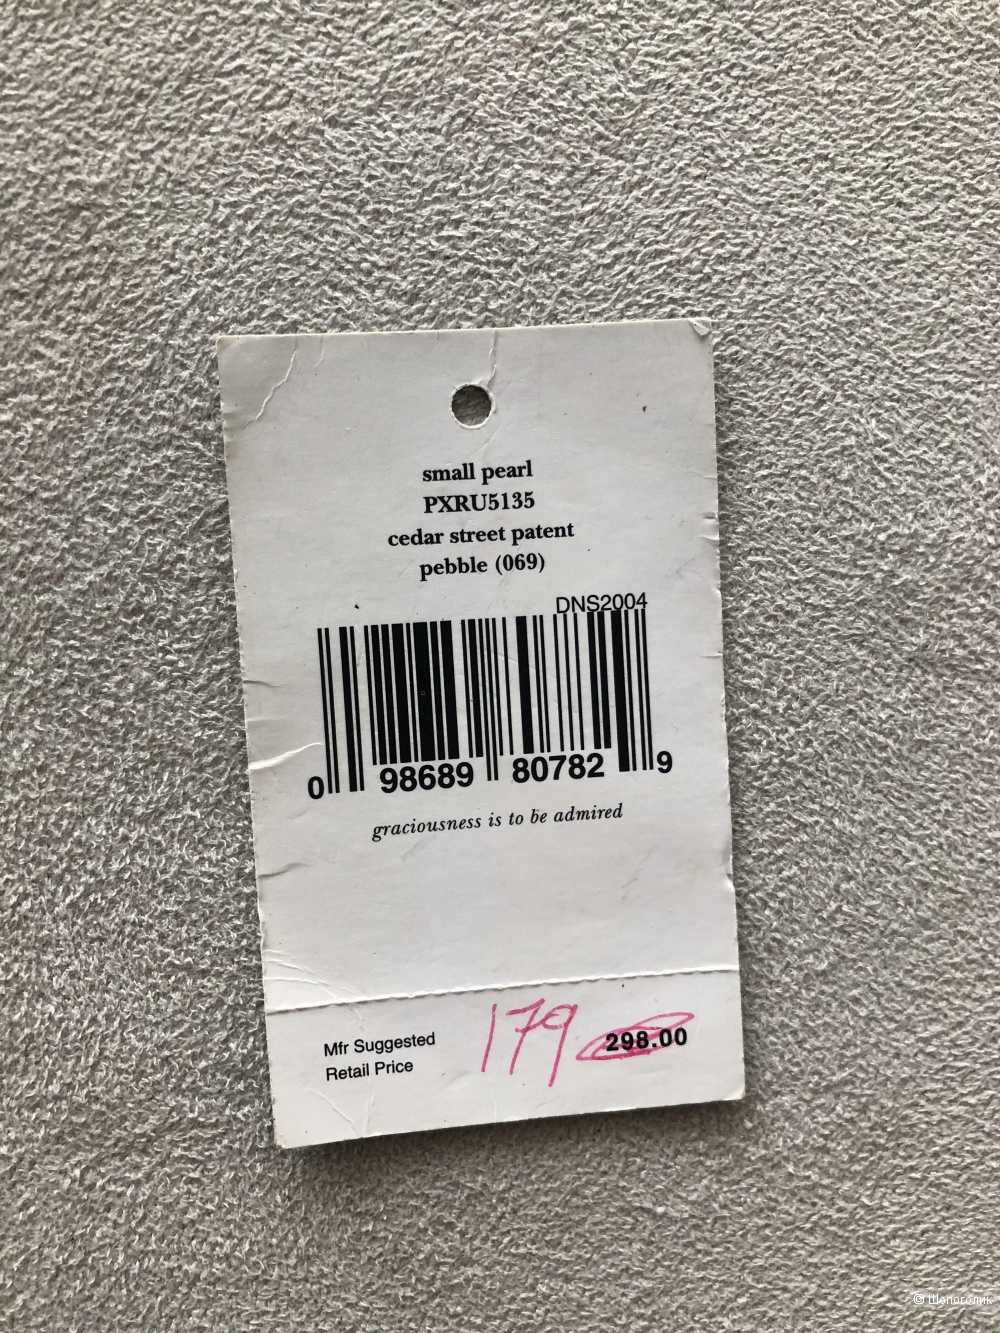 small pearl
PXRU5135
cedar street patent
pebble (069)
DNS2004
0 98689 80782 9
graciousness is to be admired
Mfr Suggested
Retail Price
179 298.00
© Шопоголик